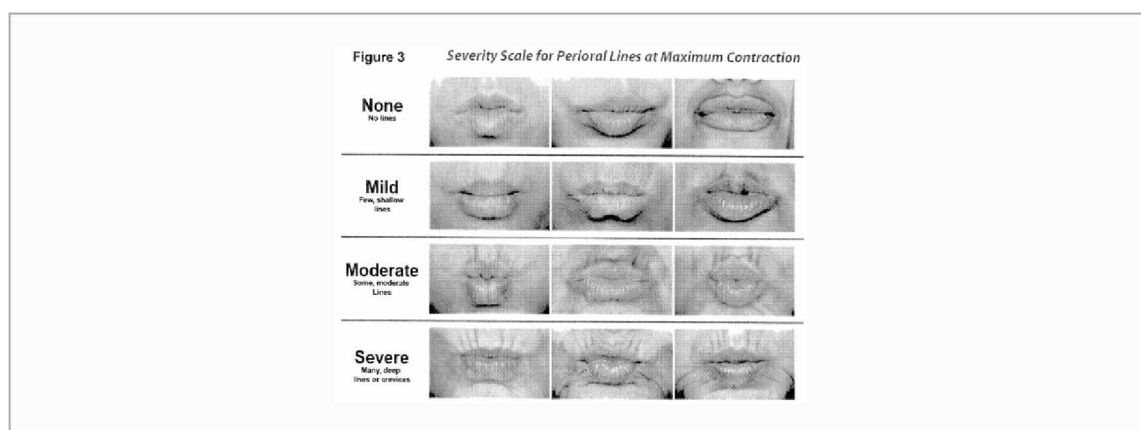 Figure 3
Severity Scale for Perioral Lines at Maximum Contraction
None
No lines
Mild
Few, shallow
lines
Moderate
Some, moderate
Lines
Severe
Many, deep
lines or crevices